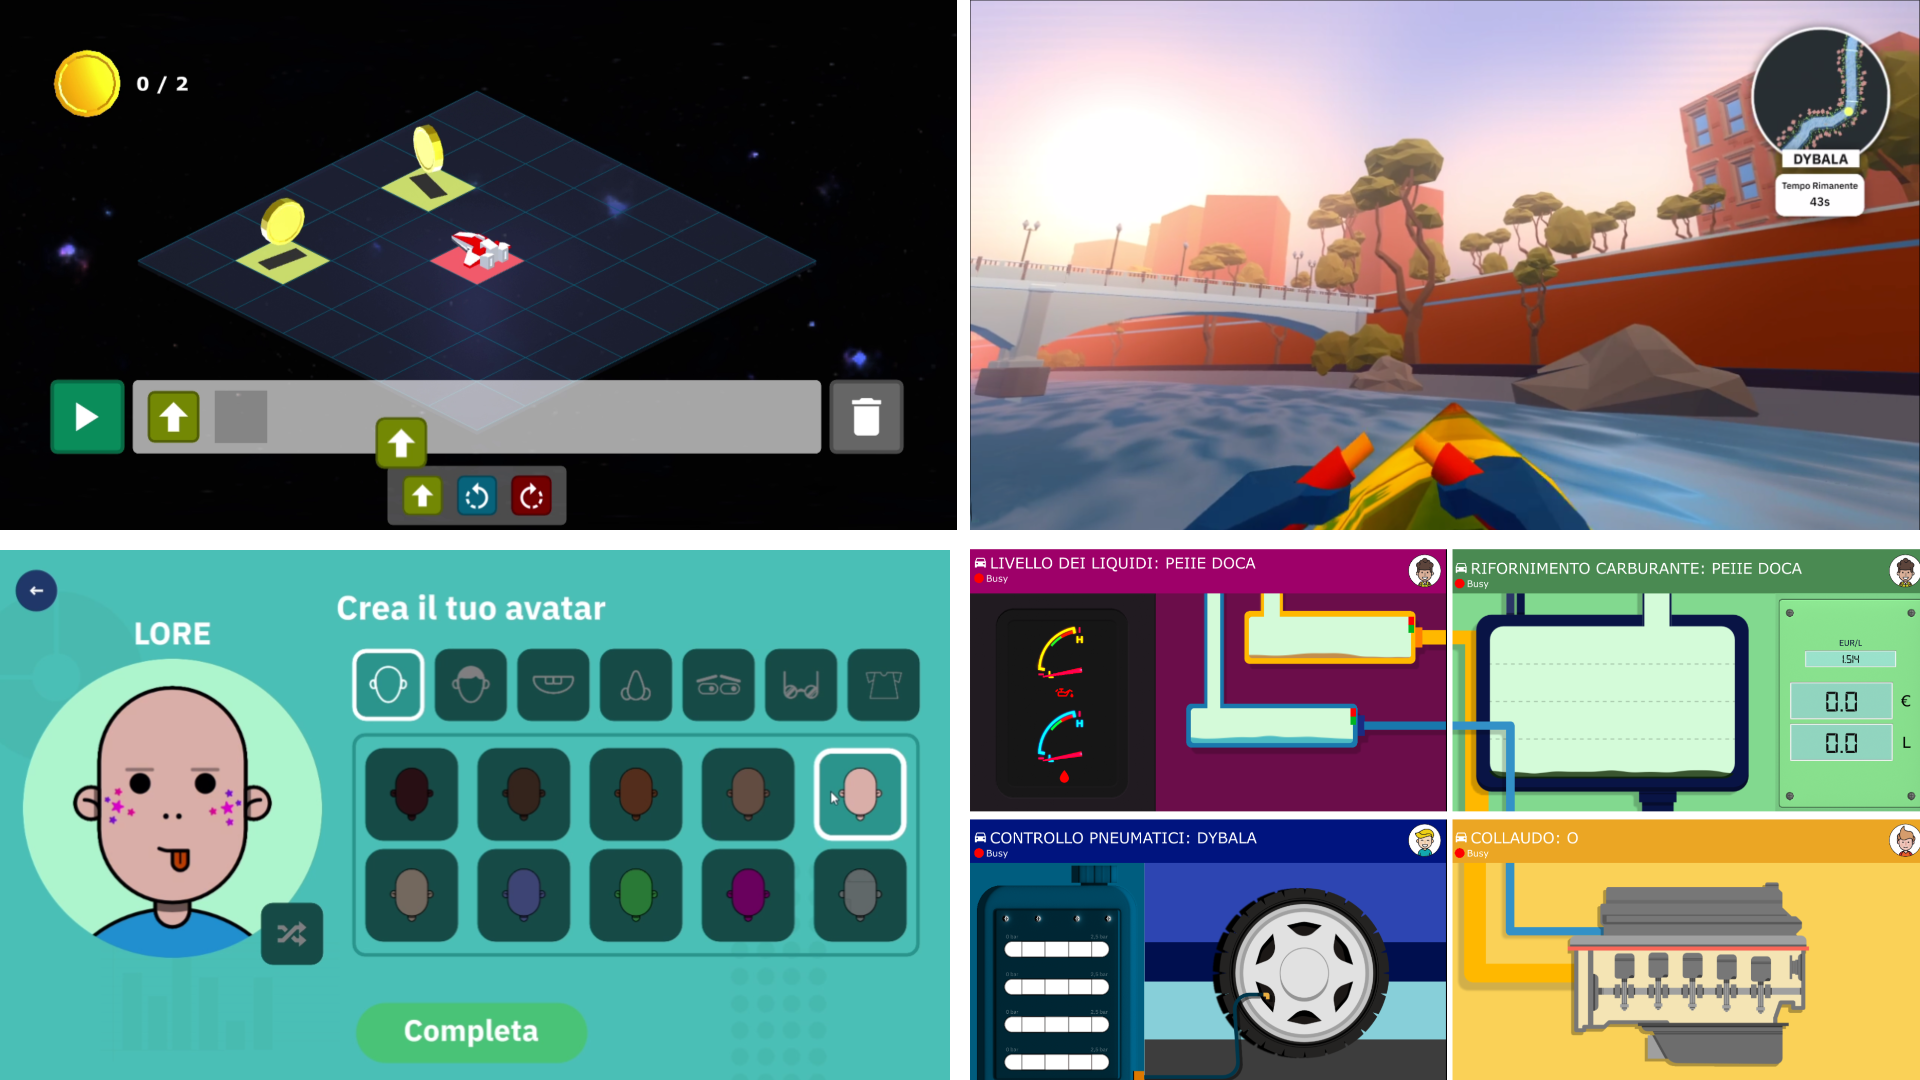 0 / 2
DYBALA
Tempo Rimanente
43s
LORE
Crea il tuo avatar
Completa
LIVELLO DEI LIQUIDI: PEIIE DOCA
Busy
H
H
RIFORNIMENTO CARBURANTE: PEIIE DOCA
Busy
EUR/L
1.514
0.0 €
0.0 L
CONTROLLO PNEUMATICI: DYBALA
Busy
COLLAUDO: O
Busy